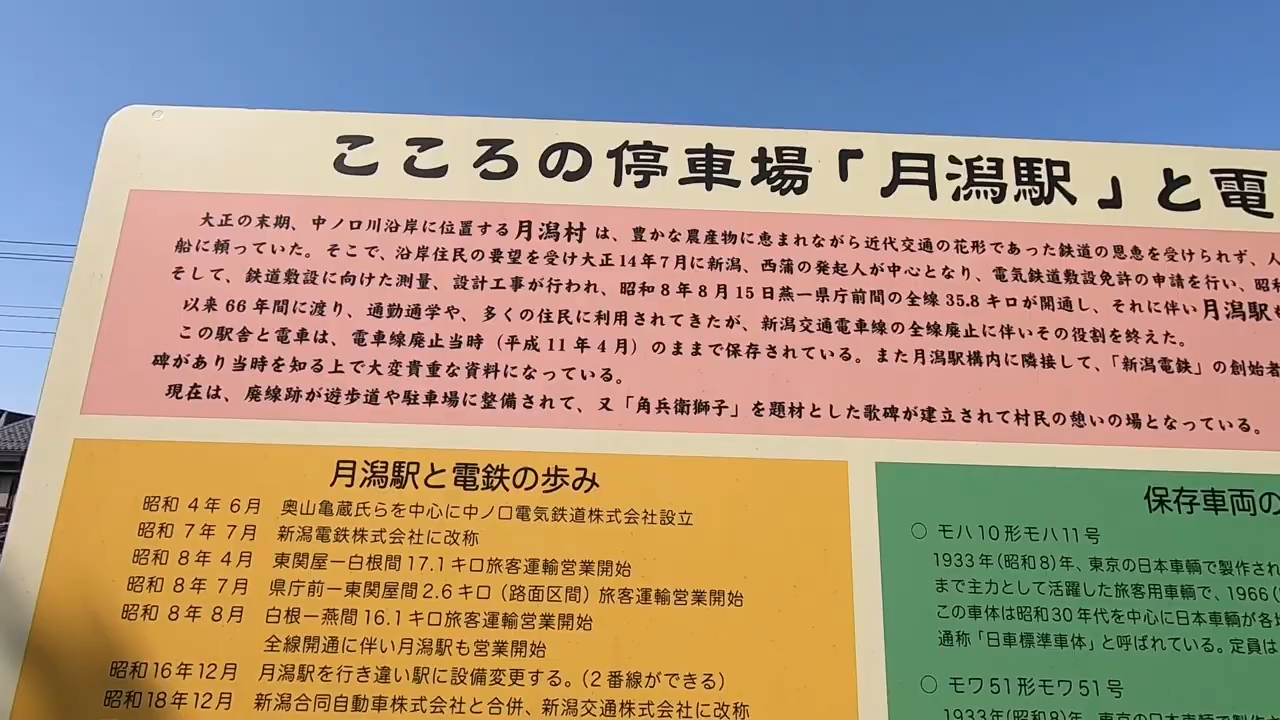 こころの停車場「月潟駅」と電
大正の末期、中ノ口川沿岸に位置する月潟村は、豊かな農産物に恵まれながら近代交通の花形であった鉄道の恩恵を受けられず、人
船に頼っていた。そこで、沿岸住民の要望を受け大正14年7月に新潟、西蒲の発起人が中心となり、電気鉄道敷設免許の申請を行い、昭和
そして、鉄道敷設に向けた測量、設計工事が行われ、昭和8年8月15日燕ー県庁前間の全線35.8キロが開通し、それに伴い月潟駅も
以来66年間に渡り、通勤通学や、多くの住民に利用されてきたが、新潟交通電車線の全線廃止に伴いその役割を終えた。
この駅舎と電車は、電車線廃止当時（平成11年4月）のままで保存されている。また月潟駅構内に隣接して、「新潟電鉄」の創始者
碑があり当時を知る上で大変貴重な資料になっている。
現在は、廃線跡が遊歩道や駐車場に整備されて、又「角兵衛獅子」を題材とした歌碑が建立されて村民の憩いの場となっている。
月潟駅と電鉄の歩み
昭和 4年 6月 奥山亀蔵氏らを中心に中ノ口電気鉄道株式会社設立
昭和 7年 7月 新潟電鉄株式会社に改称
昭和 8年 4月 東関屋ー白根間17.1キロ旅客運輸営業開始
昭和 8年 7月 県庁前ー東関屋間2.6キロ（路面区間）旅客運輸営業開始
昭和 8年 8月 白根ー燕間16.1キロ旅客運輸営業開始
全線開通に伴い月潟駅も営業開始
昭和16年12月 月潟駅を行き違い駅に設備変更する。（2番線ができる）
昭和18年12月 新潟合同自動車株式会社と合併、新潟交通株式会社に改称
保存車両の
○ モハ10形モハ11号
1933年（昭和8）年、東京の日本車輌で製作され
まで主力として活躍した旅客用車輌で、1966（
この車体は昭和30年代を中心に日本車輌が各
通称「日車標準車体」と呼ばれている。定員は
○ モワ51形モワ51号
1933年（昭和8）年、東京の日本車輌で製作